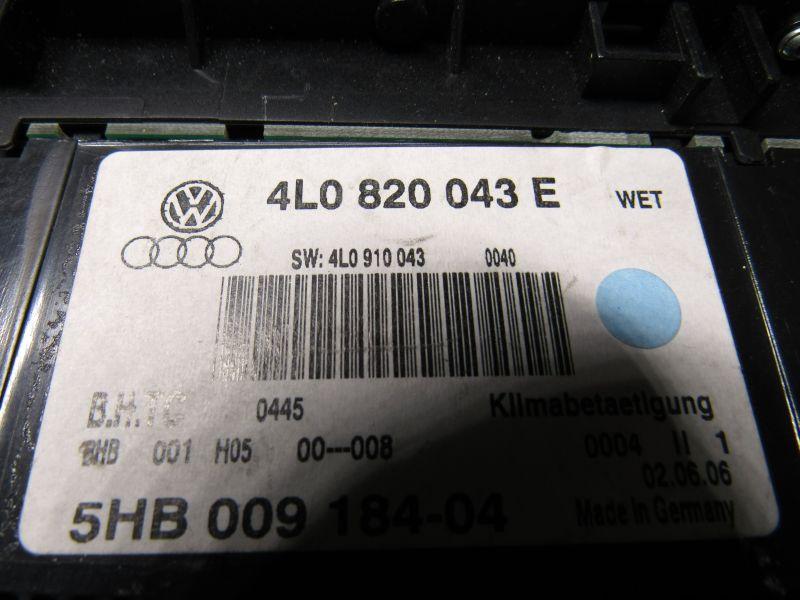 4L0 820 043 E WET
SW: 4L0 910 043 0040
B.H.TC 0445 Klimabetaetigung
BHB 001 H05 00---008 0004 II 1
02.06.06
5HB 009 184-04 Made in Germany